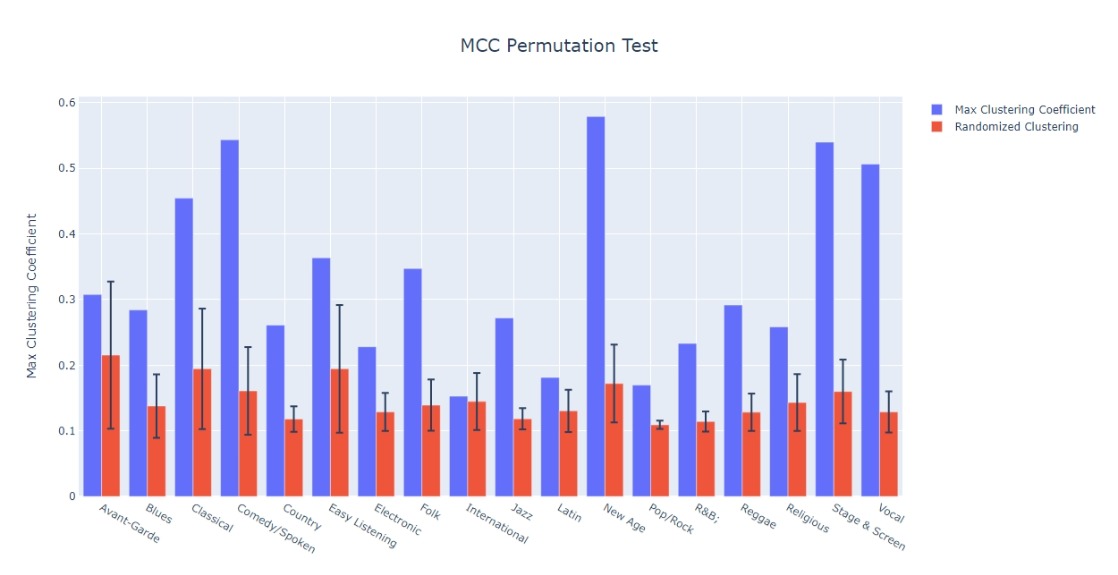 MCC Permutation Test
Max Clustering Coefficient
Randomized Clustering
Max Clustering Coefficient
0.6
0.5
0.4
0.3
0.2
0.1
0
Avant-Garde
Blues
Classical
Comedy/Spoken
Country
Easy Listening
Electronic
Folk
International
Jazz
Latin
New Age
Pop/Rock
R&B;
Reggae
Religious
Stage & Screen
Vocal